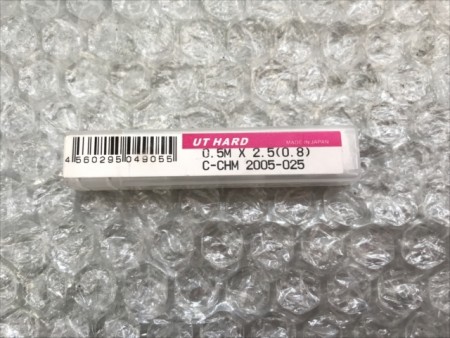 UT HARD
MADE IN JAPAN
0.5M X 2.5(0.8)
C-CHM 2005-025
4560295049055